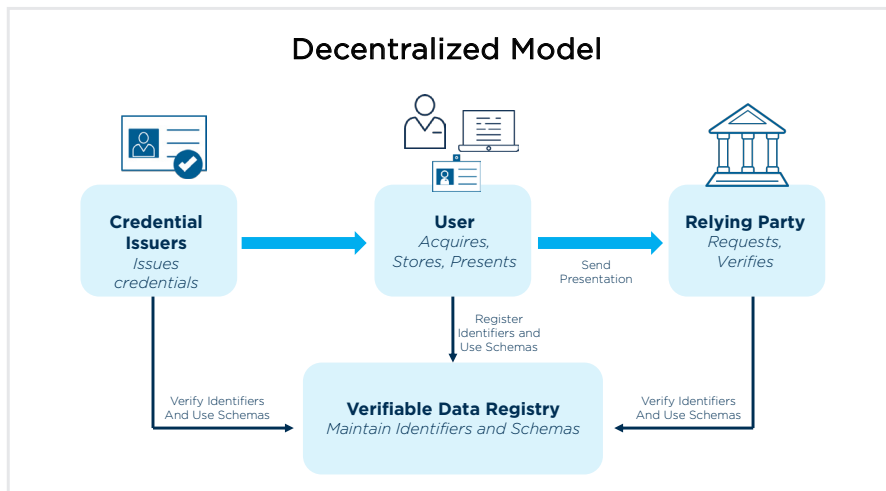 Decentralized Model
Credential
Issuers
Issues
credentials
User
Acquires,
Stores, Presents
Send
Presentation
Relying Party
Requests,
Verifies
Register
Identifiers and
Use Schemas
Verify Identifiers
And Use Schemas
Verifiable Data Registry
Maintain Identifiers and Schemas
Verify Identifiers
And Use Schemas